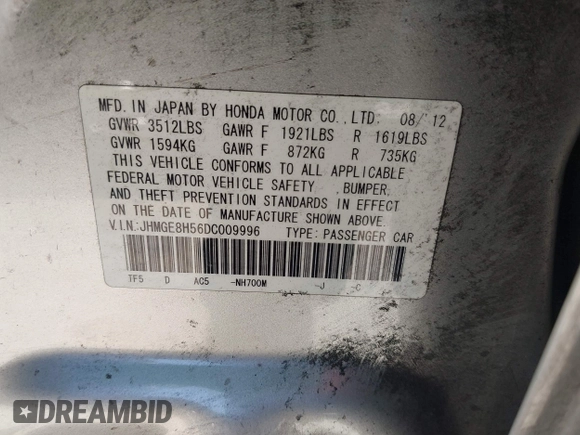 MFD. IN JAPAN BY HONDA MOTOR CO., LTD. 08/'12
GVWR 3512LBS GAWR F 1921LBS R 1619LBS
GVWR 1594KG GAWR F 872KG R 735KG
THIS VEHICLE CONFORMS TO ALL APPLICABLE
FEDERAL MOTOR VEHICLE SAFETY , BUMPER,
AND THEFT PREVENTION STANDARDS IN EFFECT
ON THE DATE OF MANUFACTURE SHOWN ABOVE.
V.I.N.:JHMGE8H56DC009996 TYPE: PASSENGER CAR
TF5 D AC5 -NH700M J C
DREAMBID